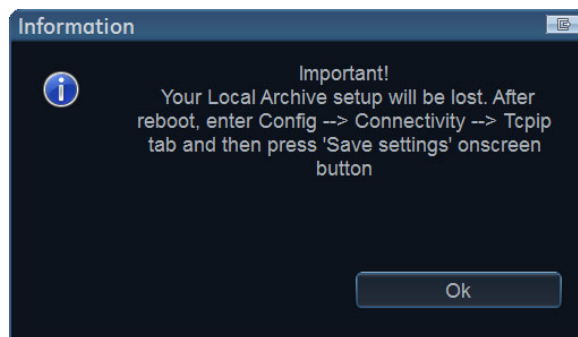 Information
Important!
Your Local Archive setup will be lost. After
reboot, enter Config --> Connectivity --> Tcpip
tab and then press 'Save settings' onscreen
button
Ok